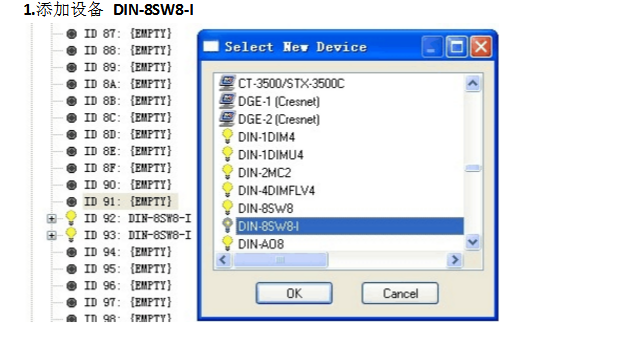 1.添加设备 DIN-8SW8-I
ID 87: {EMPTY}
ID 88: {EMPTY}
ID 89: {EMPTY}
ID 8A: {EMPTY}
ID 8B: {EMPTY}
ID 8C: {EMPTY}
ID 8D: {EMPTY}
ID 8E: {EMPTY}
ID 8F: {EMPTY}
ID 90: {EMPTY}
ID 91: {EMPTY}
ID 92: DIN-8SW8-I
ID 93: DIN-8SW8-I
ID 94: {EMPTY}
ID 95: {EMPTY}
ID 96: {EMPTY}
ID 97: {EMPTY}
ID 98: {EMPTY}
Select New Device
CT-3500/STX-3500C
DGE-1 (Cresnet)
DGE-2 (Cresnet)
DIN-1DIM4
DIN-1DIMU4
DIN-2MC2
DIN-4DIMFLV4
DIN-8SW8
DIN-8SW8-I
DIN-AO8
OK
Cancel